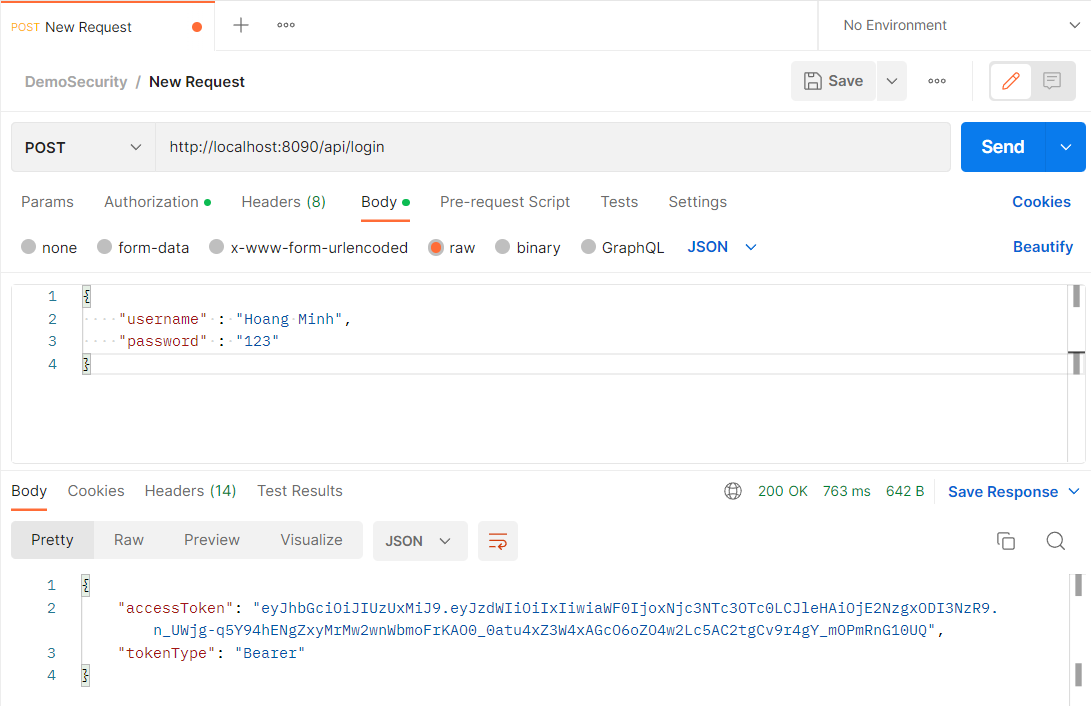 POST New Request
No Environment
DemoSecurity / New Request
Save
POST
http://localhost:8090/api/login
Send
Params Authorization Headers (8) Body Pre-request Script Tests Settings Cookies
none form-data x-www-form-urlencoded raw binary GraphQL JSON Beautify
1 {
2 "username" : "Hoang Minh",
3 "password" : "123"
4 }
Body Cookies Headers (14) Test Results 200 OK 763 ms 642 B Save Response
Pretty Raw Preview Visualize JSON
1 {
2 "accessToken": "eyJhbGciOiJIUzUxMiJ9.eyJzdWIiOiIxIiwiaWF0IjoxNjc3NTc3OTc0LCJleHAiOjE2NzgxODI3NzR9.
n_UWjg-q5Y94hENgZxyMrMw2wnWbmoFrKAO0_0atu4xZ3W4xAGcO6oZO4w2Lc5AC2tgCv9r4gY_mOPmRnG10UQ",
3 "tokenType": "Bearer"
4 }